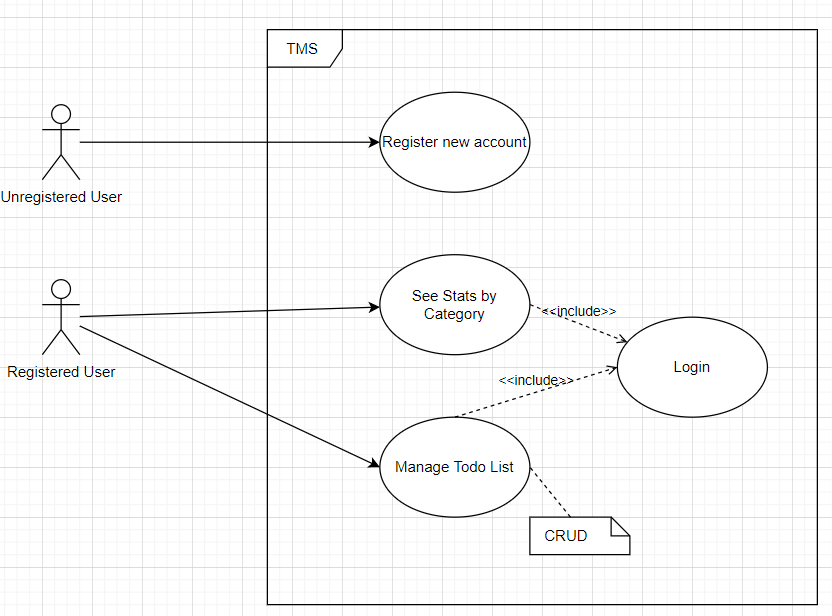 TMS
Register new account
Unregistered User
See Stats by
Category
<<include>>
Login
Registered User
<<include>>
Manage Todo List
CRUD